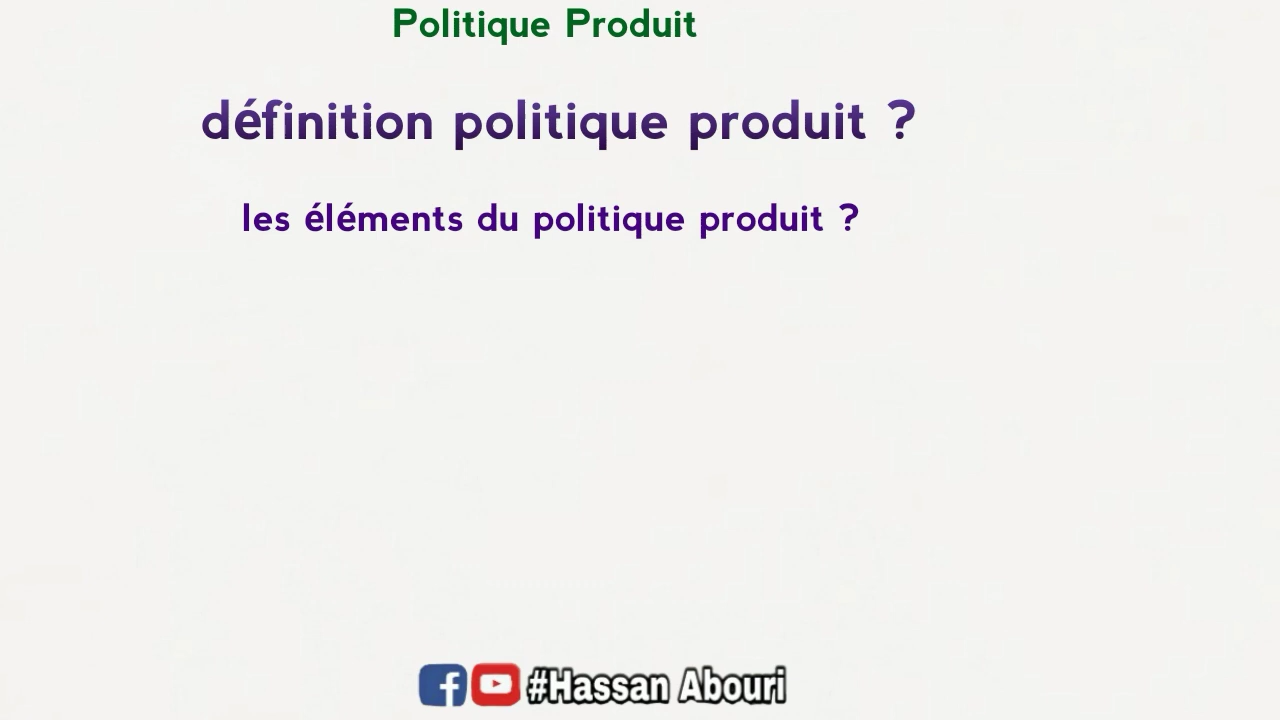 Politique Produit
définition politique produit ?
les éléments du politique produit ?
#Hassan Abouri